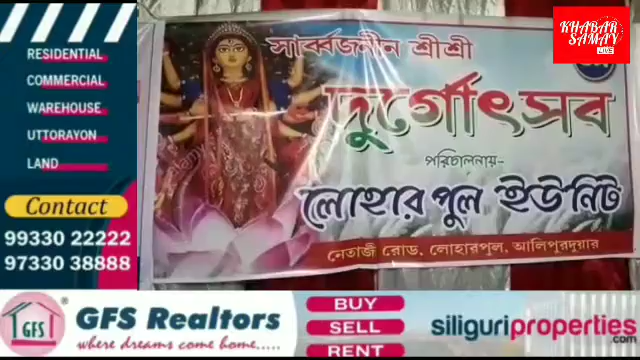 RESIDENTIAL
COMMERCIAL
WAREHOUSE
UTTORAYON
LAND
Contact
99330 22222
97330 38888
KHABAR
SAMAY
LIVE
সার্ব্বজনীন শ্রীশ্রী
দুর্গোৎসব
পরিচালনায়-
লোহার পুল ইউনিট
নেতাজী রোড, লোহারপুল, আলিপুরদুয়ার
GFS
GFS Realtors
where dreams come home.....
BUY
SELL
RENT
siliguriproperties
.com